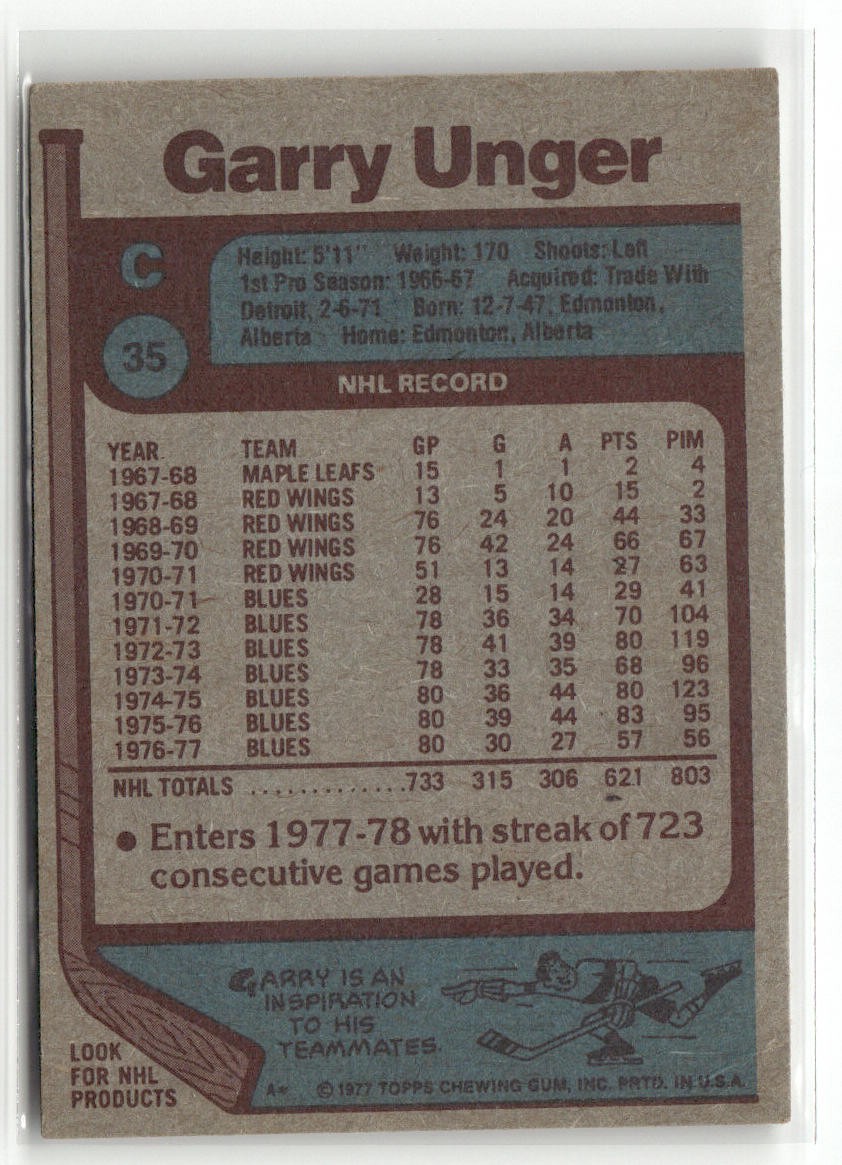 Garry Unger
C
35
Height: 5'11" Weight: 170 Shoots: Left
1st Pro Season: 1966-67 Acquired: Trade With
Detroit, 2-6-71 Born: 12-7-47, Edmonton,
Alberta Home: Edmonton, Alberta
NHL RECORD
YEAR TEAM GP G A PTS PIM
1967-68 MAPLE LEAFS 15 1 1 2 4
1967-68 RED WINGS 13 5 10 15 2
1968-69 RED WINGS 76 24 20 44 33
1969-70 RED WINGS 76 42 24 66 67
1970-71 RED WINGS 51 13 14 27 63
1970-71 BLUES 28 15 14 29 41
1971-72 BLUES 78 36 34 70 104
1972-73 BLUES 78 41 39 80 119
1973-74 BLUES 78 33 35 68 96
1974-75 BLUES 80 36 44 80 123
1975-76 BLUES 80 39 44 83 95
1976-77 BLUES 80 30 27 57 56
NHL TOTALS .............733 315 306 621 803
• Enters 1977-78 with streak of 723
consecutive games played.
GARRY IS AN
INSPIRATION
TO HIS
TEAMMATES.
LOOK
FOR NHL
PRODUCTS
A* ©1977 TOPPS CHEWING GUM, INC. PRTD. IN U.S.A.